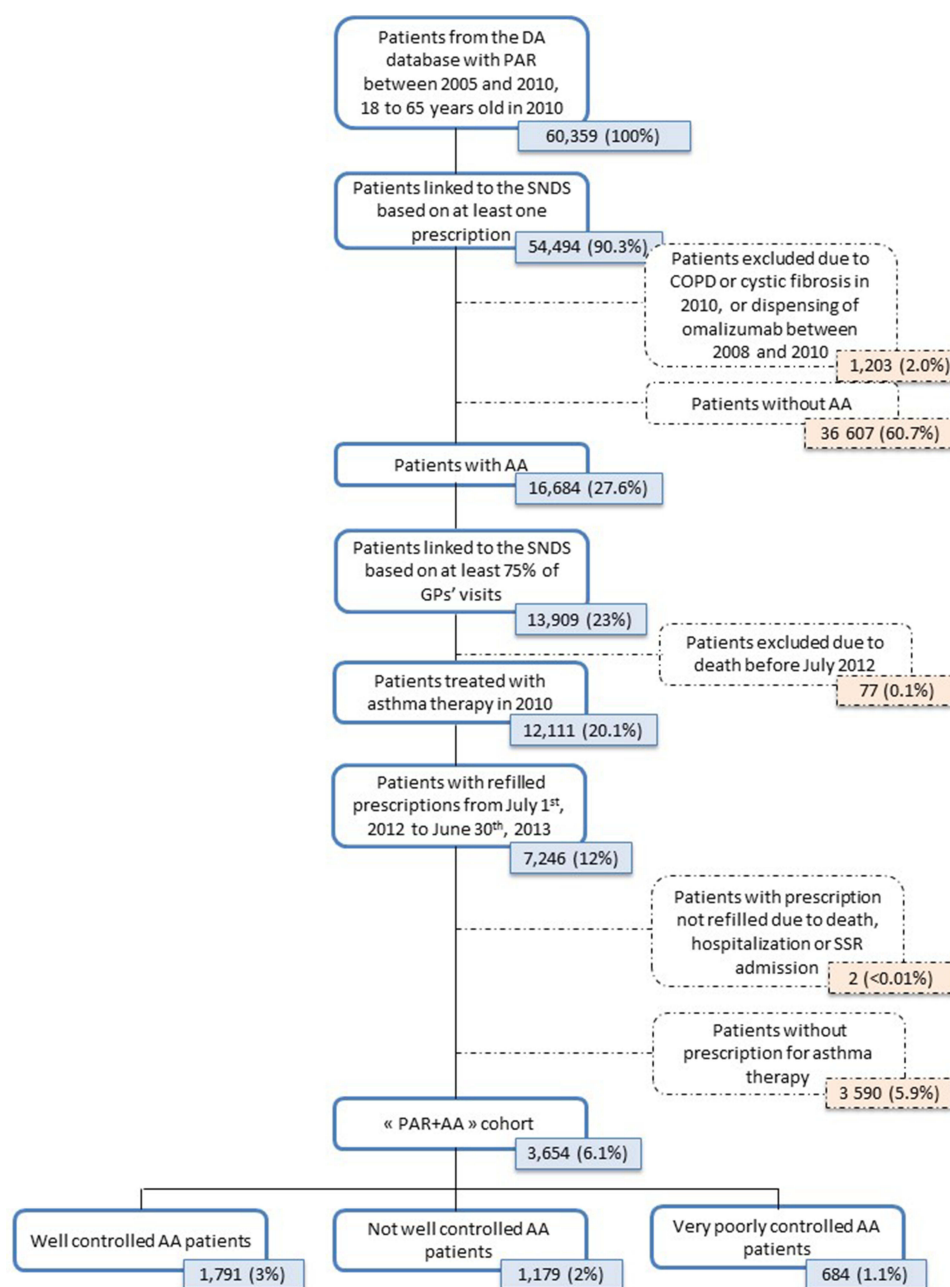 Patients from the DA
database with PAR
between 2005 and 2010,
18 to 65 years old in 2010
60,359 (100%)
Patients linked to the SNDS
based on at least one
prescription
54,494 (90.3%)
Patients excluded due to
COPD or cystic fibrosis in
2010, or dispensing of
omalizumab between
2008 and 2010
1,203 (2.0%)
Patients without AA
36 607 (60.7%)
Patients with AA
16,684 (27.6%)
Patients linked to the SNDS
based on at least 75% of
GPs' visits
13,909 (23%)
Patients excluded due to
death before July 2012
77 (0.1%)
Patients treated with
asthma therapy in 2010
12,111 (20.1%)
Patients with refilled
prescriptions from July 1st,
2012 to June 30th, 2013
7,246 (12%)
Patients with prescription
not refilled due to death,
hospitalization or SSR
admission
2 (<0.01%)
Patients without
prescription for asthma
therapy
3 590 (5.9%)
« PAR+AA » cohort
3,654 (6.1%)
Well controlled AA patients
1,791 (3%)
Not well controlled AA
patients
1,179 (2%)
Very poorly controlled AA
patients
684 (1.1%)